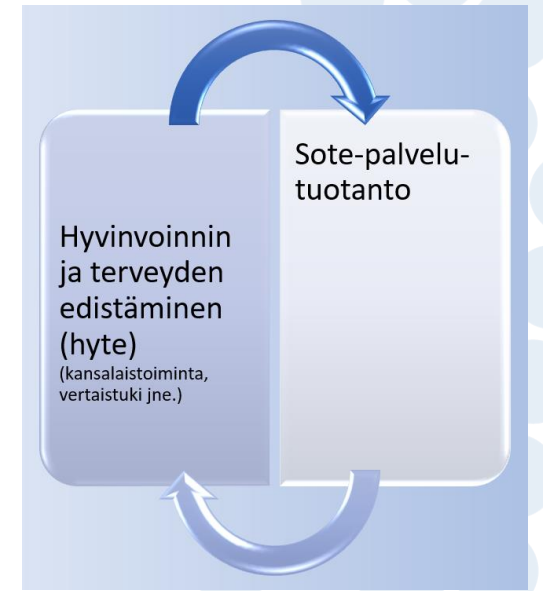 Hyvinvoinnin
ja terveyden
edistäminen
(hyte)
(kansalaistoiminta,
vertaistuki jne.)
Sote-palvelu-
tuotanto